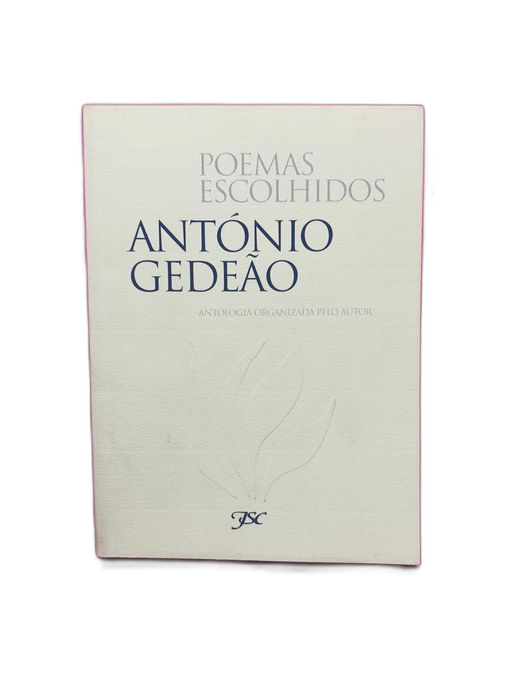 POEMAS
ESCOLHIDOS
ANTÓNIO
GEDEÃO
ANTOLOGIA ORGANIZADA PELO AUTOR
JSC